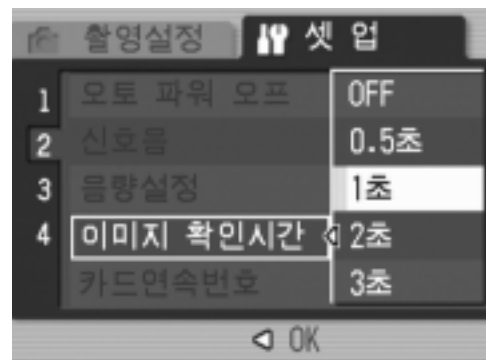 촬영설정 셋 업
1 오토 파워 오프 OFF
2 신호음 0.5초
3 음량설정 1초
4 이미지 확인시간 2초
카드연속번호 3초
OK